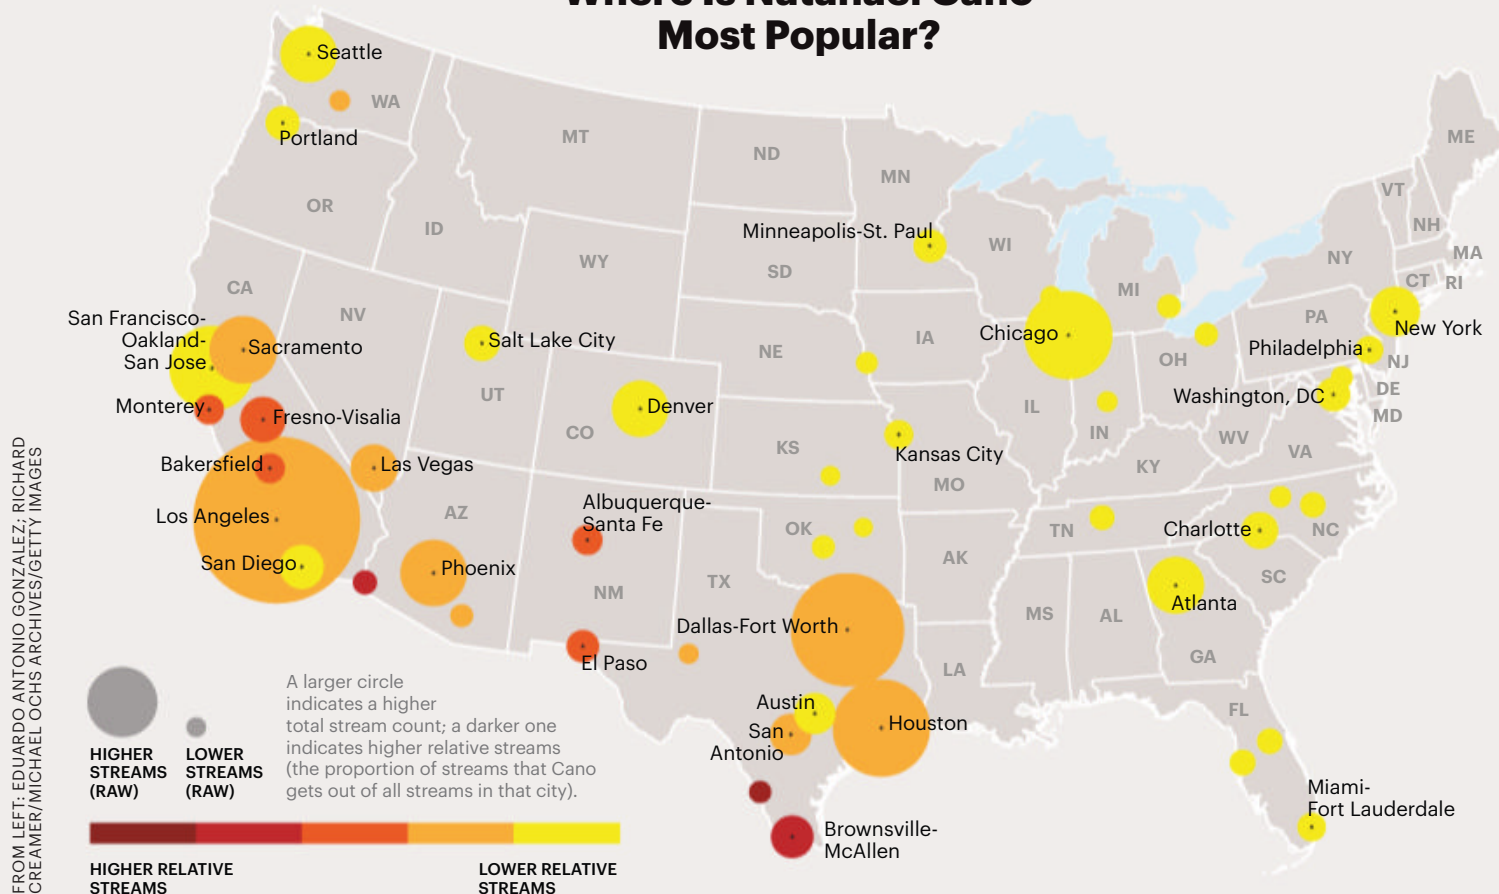 Where Is Natanael Cano
Most Popular?
Seattle
WA
Portland
MT
ND
MN
ME
VT
NH
MA
OR
ID
Minneapolis-St. Paul
WI
NY
CT
RI
WY
SD
MI
CA
NV
San Francisco-
Oakland-
San Jose
Sacramento
Salt Lake City
NE
IA
Chicago
PA
New York
Philadelphia
NJ
OH
UT
Monterey
Fresno-Visalia
Denver
CO
IL
IN
Washington, DC
DE
MD
KS
Kansas City
WV
VA
KY
Bakersfield
Las Vegas
MO
Los Angeles
AZ
Albuquerque-
Santa Fe
OK
TN
Charlotte
NC
San Diego
Phoenix
NM
TX
AK
SC
MS
AL
Atlanta
GA
Dallas-Fort Worth
El Paso
LA
Austin
San
Antonio
Houston
FL
Miami-
Fort Lauderdale
Brownsville-
McAllen
HIGHER
STREAMS
(RAW)
LOWER
STREAMS
(RAW)
A larger circle
indicates a higher
total stream count; a darker one
indicates higher relative streams
(the proportion of streams that Cano
gets out of all streams in that city).
HIGHER RELATIVE
STREAMS
LOWER RELATIVE
STREAMS
FROM LEFT: EDUARDO ANTONIO GONZALEZ; RICHARD
CREAMER/MICHAEL OCHS ARCHIVES/GETTY IMAGES